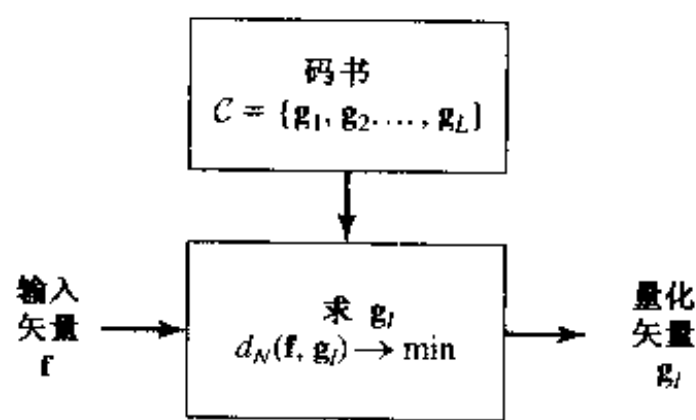 码书
C = {g₁, g₂...., g_L}
输入
矢量
f
求 g_l
d_N(f, g_l) → min
量化
矢量
g_l